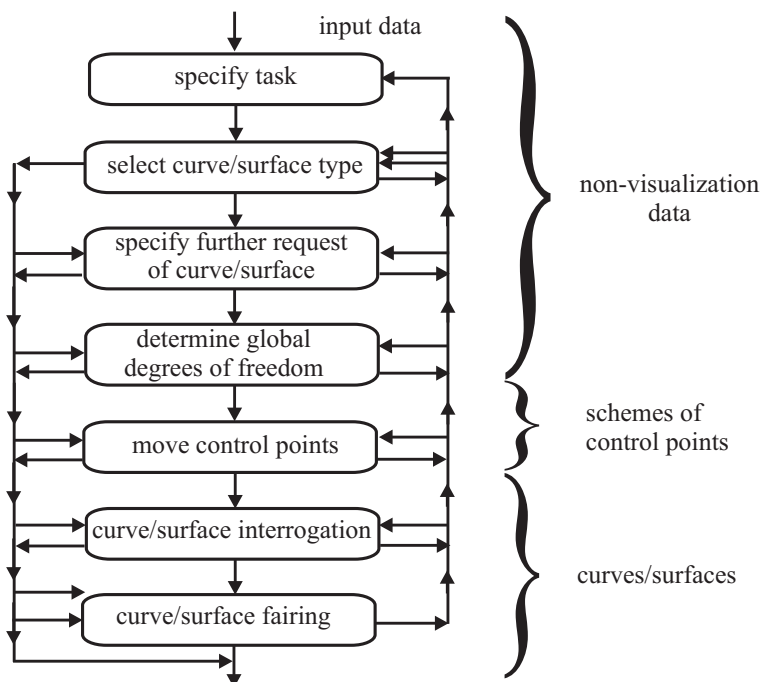 input data
specify task
select curve/surface type
specify further request
of curve/surface
determine global
degrees of freedom
move control points
curve/surface interrogation
curve/surface fairing
non-visualization
data
schemes of
control points
curves/surfaces